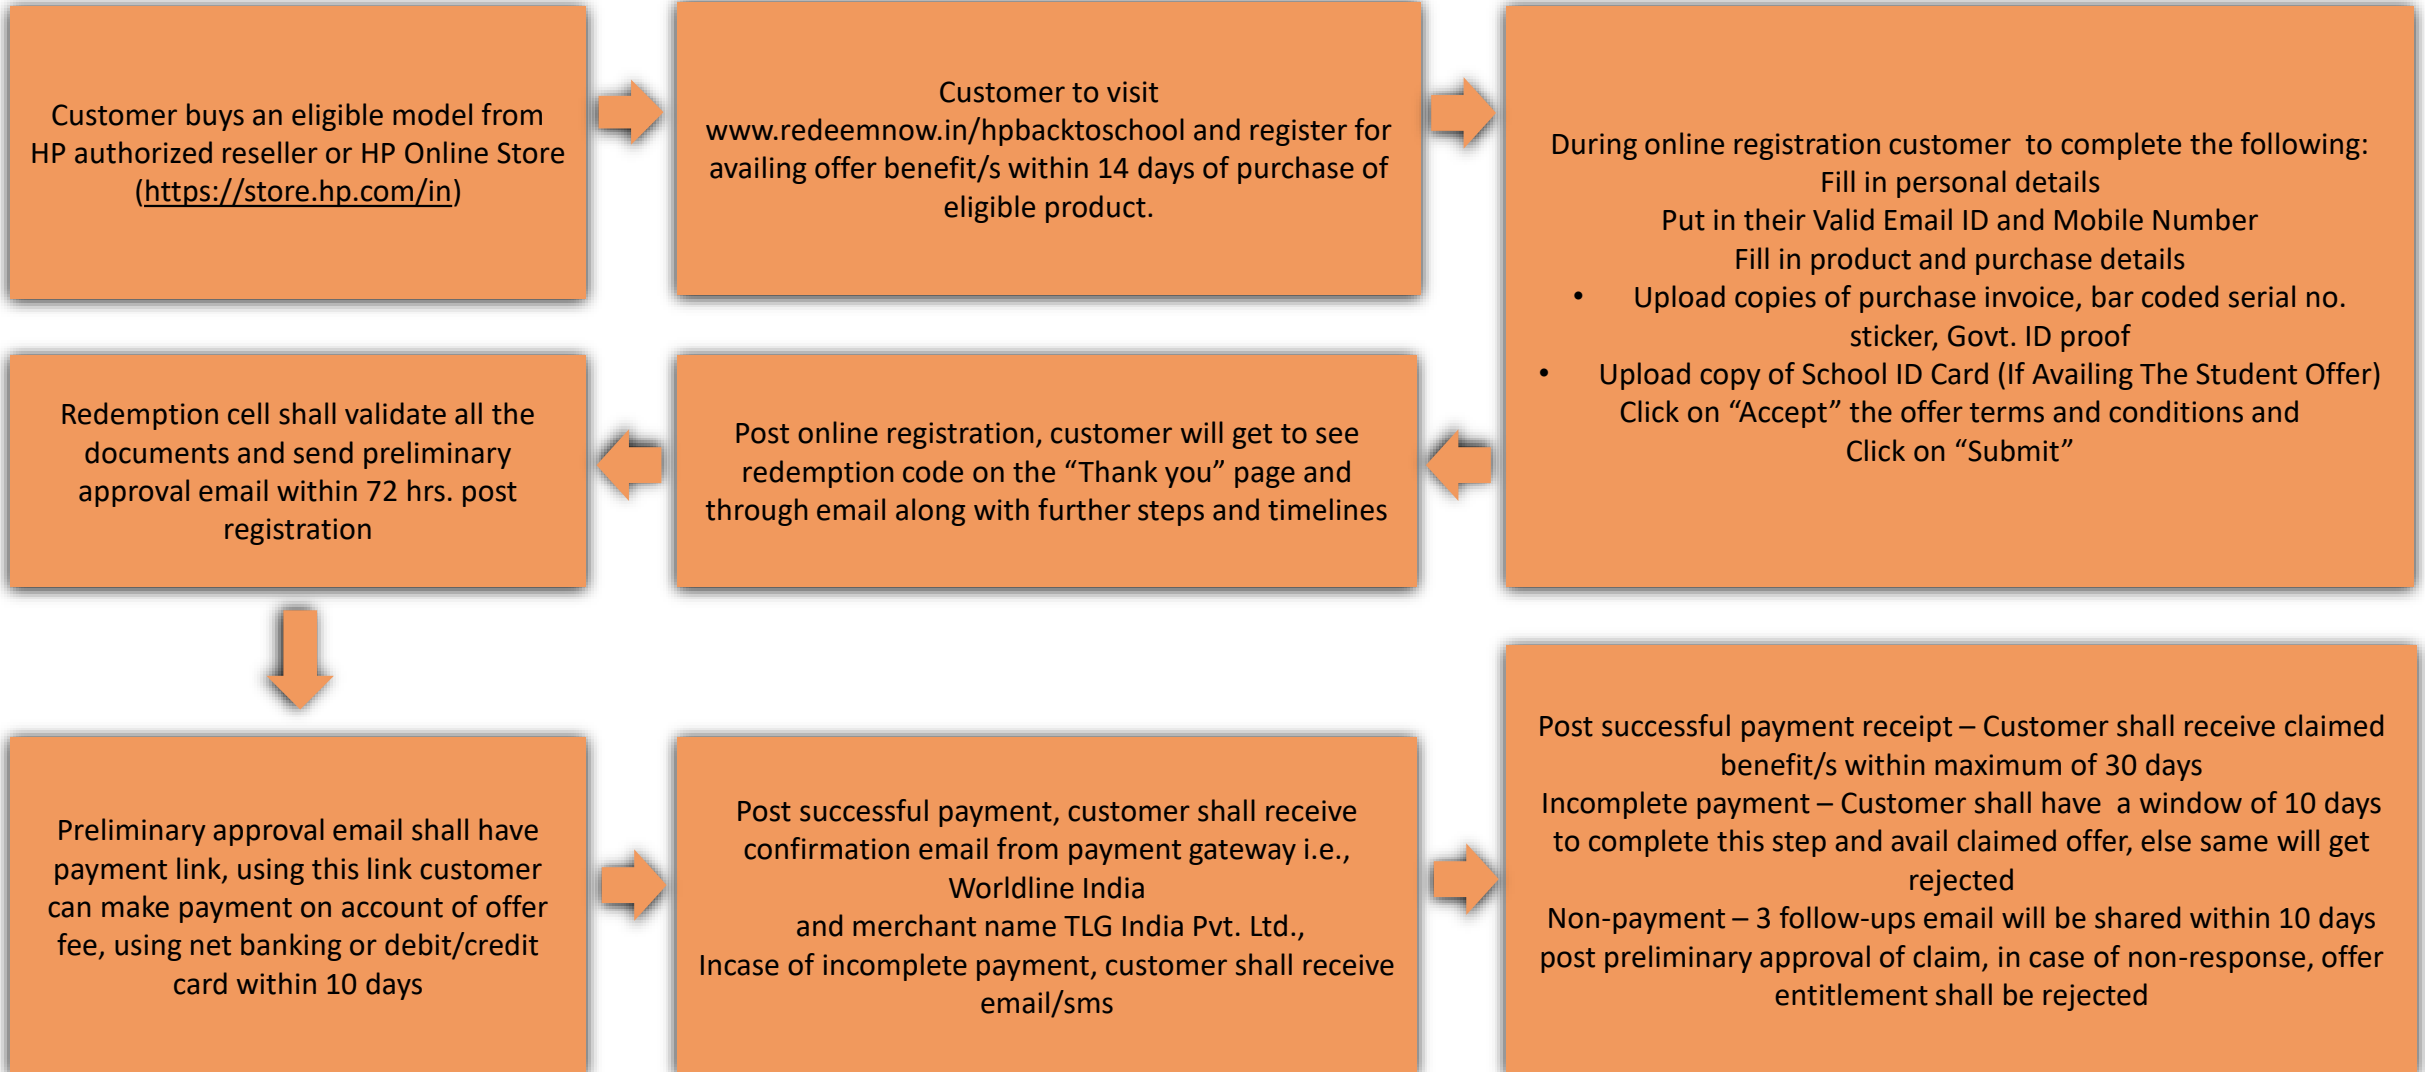 Customer buys an eligible model from
HP authorized reseller or HP Online Store
(https://store.hp.com/in)
Customer to visit
www.redeemnow.in/hpbacktoschool and register for
availing offer benefit/s within 14 days of purchase of
eligible product.
During online registration customer to complete the following:
Fill in personal details
Put in their Valid Email ID and Mobile Number
Fill in product and purchase details
• Upload copies of purchase invoice, bar coded serial no.
sticker, Govt. ID proof
• Upload copy of School ID Card (If Availing The Student Offer)
Click on “Accept” the offer terms and conditions and
Click on “Submit”
Post online registration, customer will get to see
redemption code on the “Thank you” page and
through email along with further steps and timelines
Redemption cell shall validate all the
documents and send preliminary
approval email within 72 hrs. post
registration
Preliminary approval email shall have
payment link, using this link customer
can make payment on account of offer
fee, using net banking or debit/credit
card within 10 days
Post successful payment, customer shall receive
confirmation email from payment gateway i.e.,
Worldline India
and merchant name TLG India Pvt. Ltd.,
Incase of incomplete payment, customer shall receive
email/sms
Post successful payment receipt – Customer shall receive claimed
benefit/s within maximum of 30 days
Incomplete payment – Customer shall have a window of 10 days
to complete this step and avail claimed offer, else same will get
rejected
Non-payment – 3 follow-ups email will be shared within 10 days
post preliminary approval of claim, in case of non-response, offer
entitlement shall be rejected